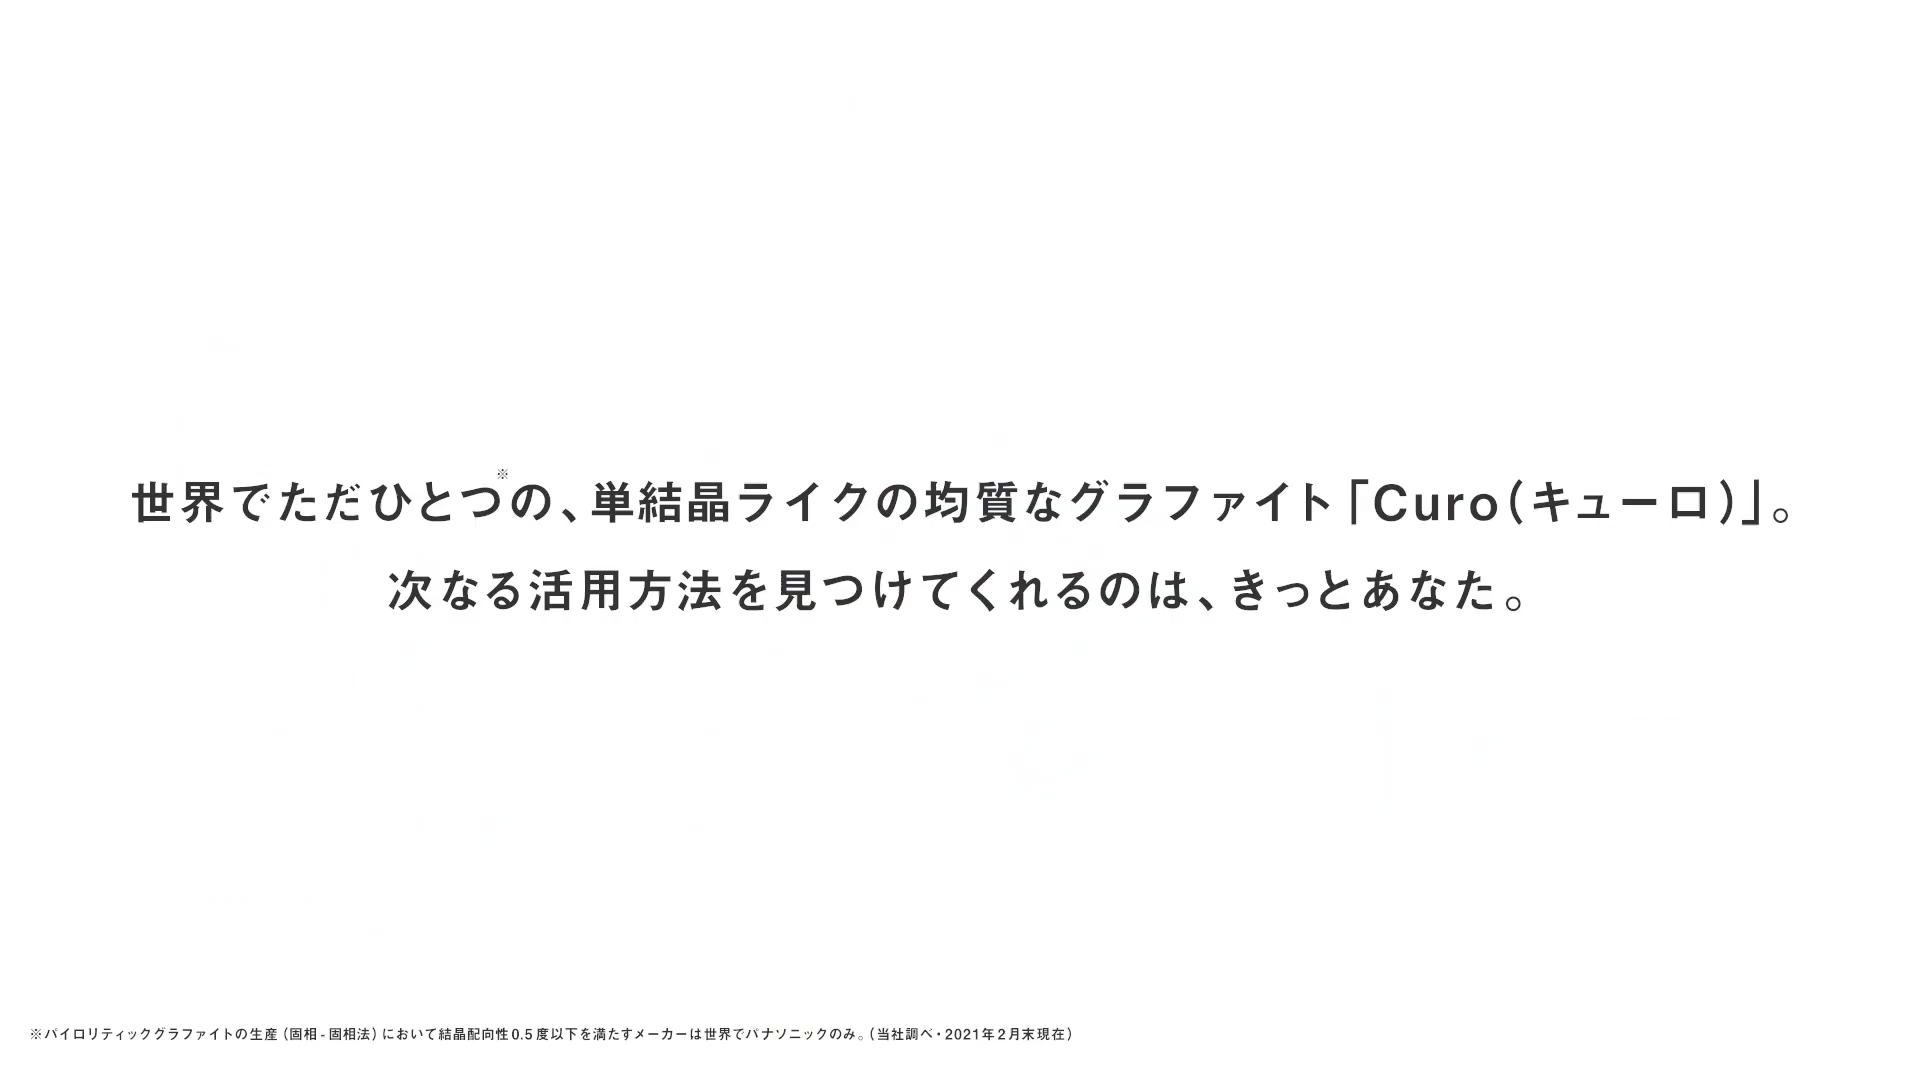 世界でただひとつ※の、単結晶ライクの均質なグラファイト「Curo（キューロ）」。
次なる活用方法を見つけてくれるのは、きっとあなた。
※パイロリティックグラファイトの生産（固相-固相法）において結晶配向性0.5度以下を満たすメーカーは世界でパナソニックのみ。（当社調べ・2021年2月末現在）